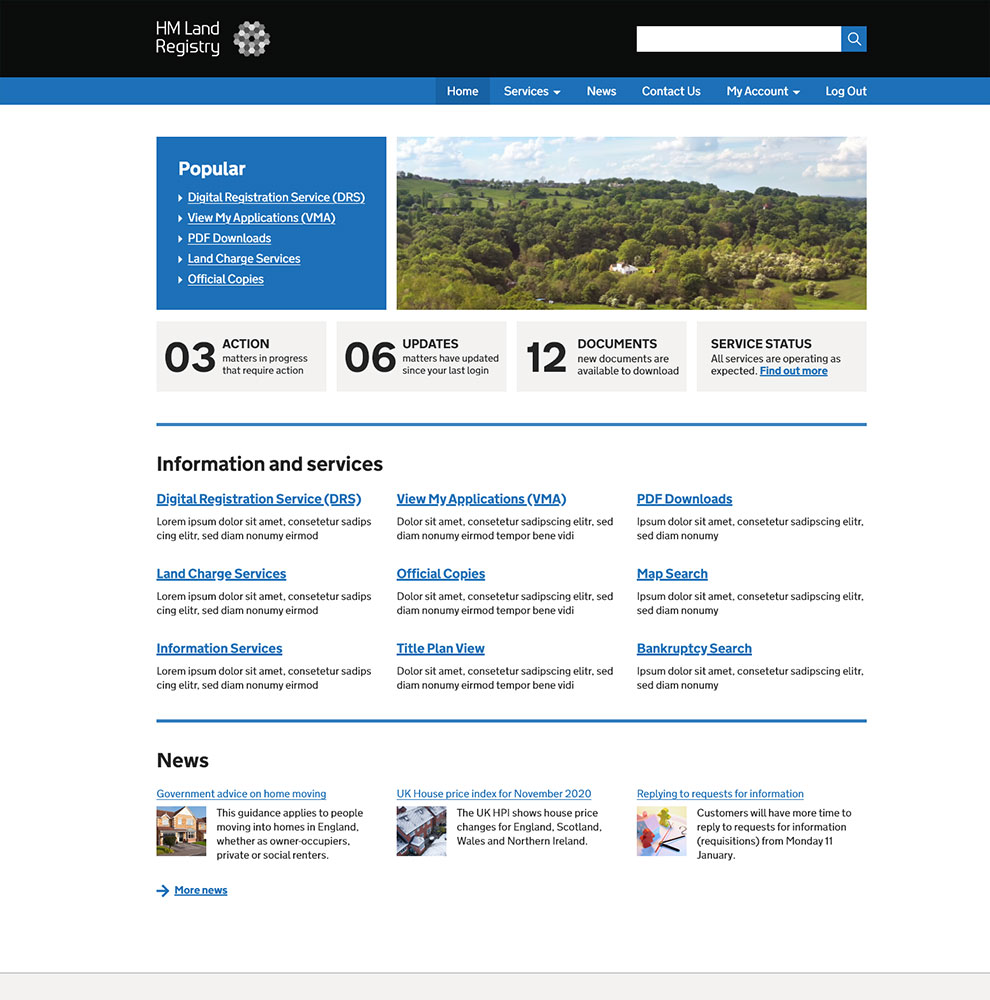 HM Land
Registry
Home Services News Contact Us My Account Log Out
Popular
Digital Registration Service (DRS)
View My Applications (VMA)
PDF Downloads
Land Charge Services
Official Copies
03 ACTION
matters in progress
that require action
06 UPDATES
matters have updated
since your last login
12 DOCUMENTS
new documents are
available to download
SERVICE STATUS
All services are operating as
expected. Find out more
Information and services
Digital Registration Service (DRS)
Lorem ipsum dolor sit amet, consetetur sadips
cing elitr, sed diam nonumy eirmod
View My Applications (VMA)
Dolor sit amet, consetetur sadipscing elitr, sed
diam nonumy eirmod tempor bene vidi
PDF Downloads
Ipsum dolor sit amet, consetetur sadipscing elitr,
sed diam nonumy
Land Charge Services
Lorem ipsum dolor sit amet, consetetur sadips
cing elitr, sed diam nonumy eirmod
Official Copies
Dolor sit amet, consetetur sadipscing elitr, sed
diam nonumy eirmod tempor bene vidi
Map Search
Ipsum dolor sit amet, consetetur sadipscing elitr,
sed diam nonumy
Information Services
Lorem ipsum dolor sit amet, consetetur sadips
cing elitr, sed diam nonumy eirmod
Title Plan View
Dolor sit amet, consetetur sadipscing elitr, sed
diam nonumy eirmod tempor bene vidi
Bankruptcy Search
Ipsum dolor sit amet, consetetur sadipscing elitr,
sed diam nonumy
News
Government advice on home moving
This guidance applies to people
moving into homes in England,
whether as owner-occupiers,
private or social renters.
UK House price index for November 2020
The UK HPI shows house price
changes for England, Scotland,
Wales and Northern Ireland.
Replying to requests for information
Customers will have more time to
reply to requests for information
(requisitions) from Monday 11
January.
More news